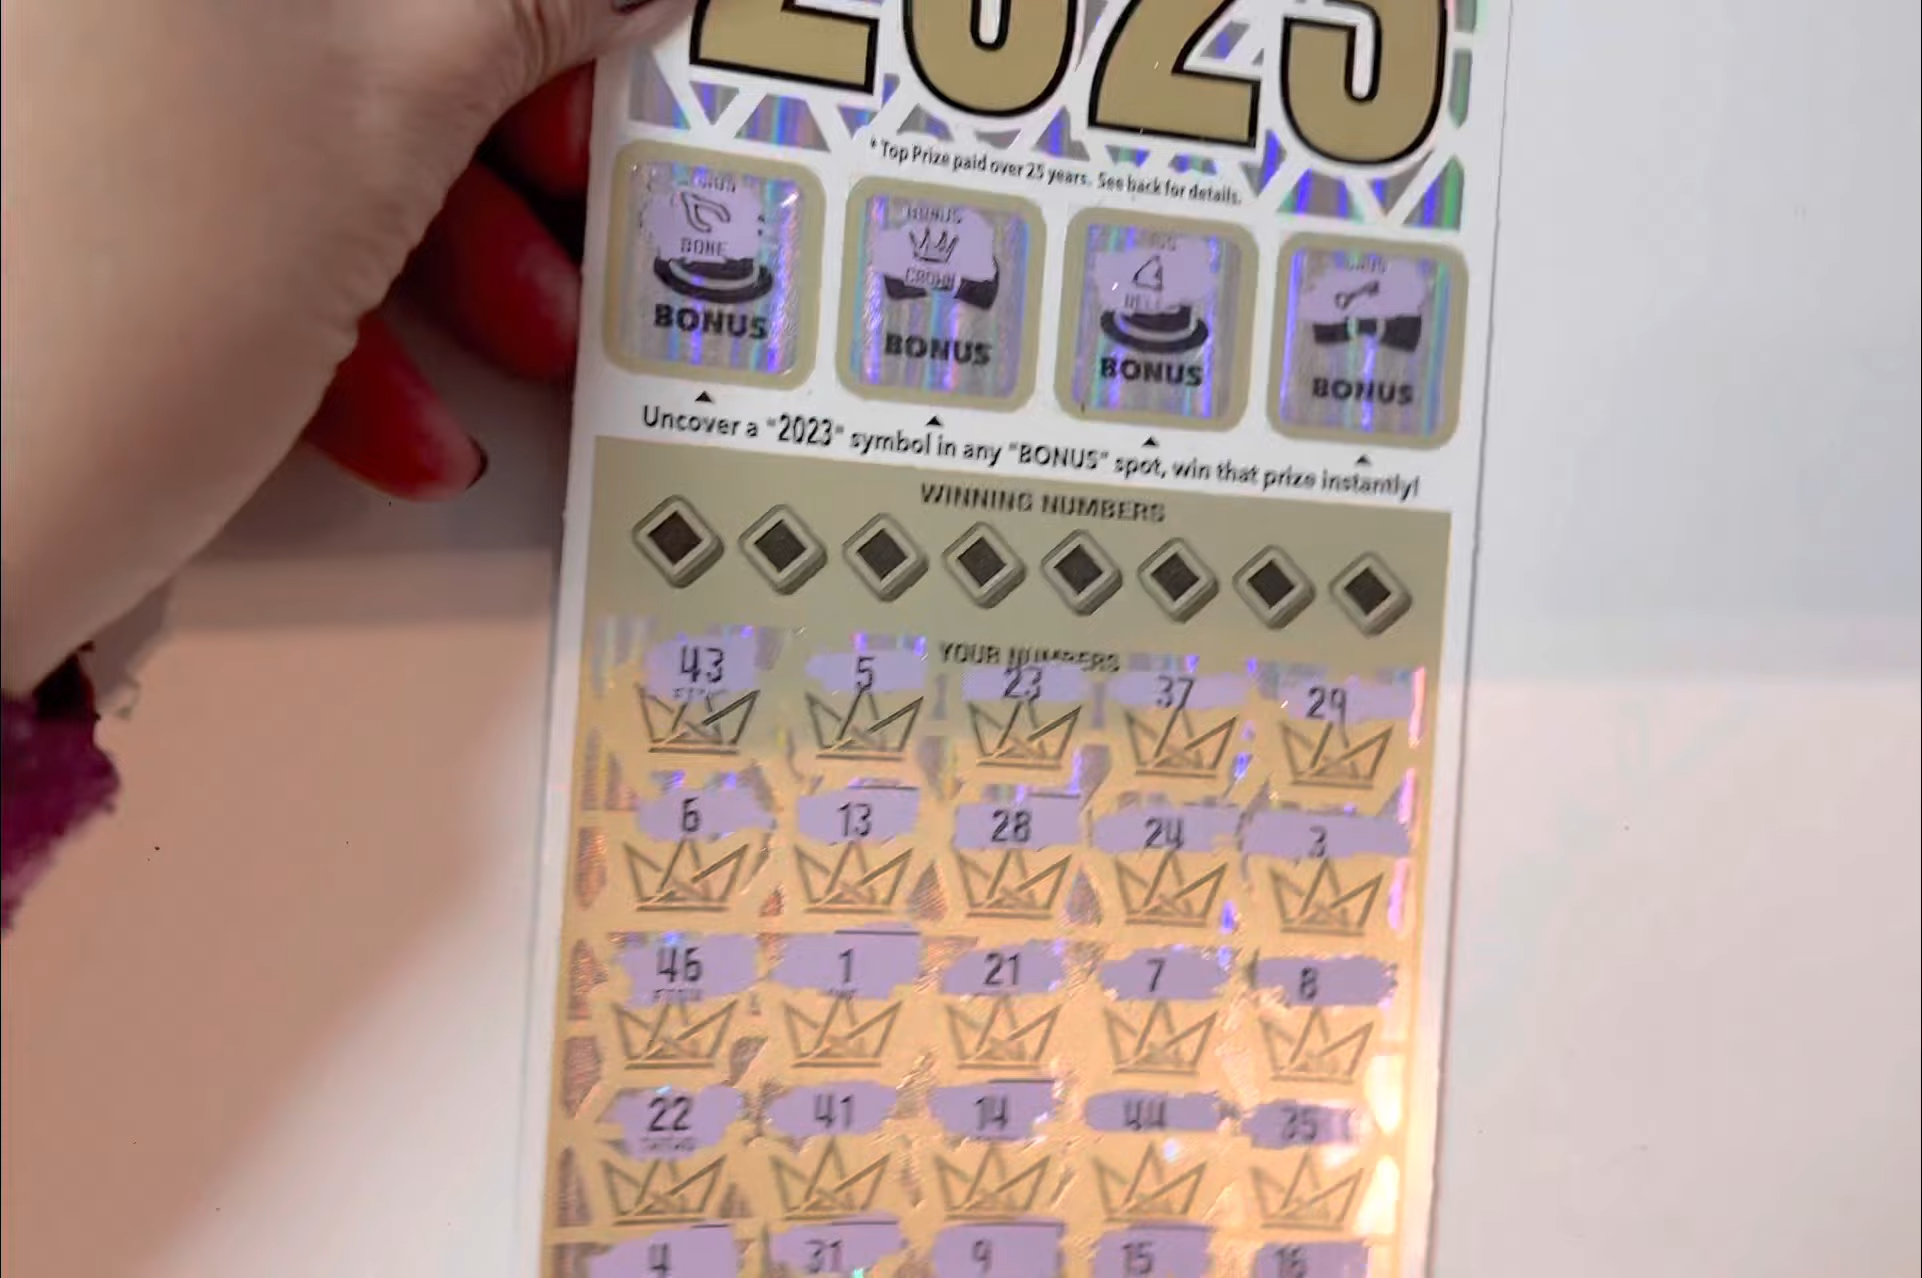 2023
* Top Prize paid over 25 years. See back for details.
BONUS
BONE
BONUS
CROWN
BONUS
BONUS
BONUS
Uncover a "2023" symbol in any "BONUS" spot, win that prize instantly!
WINNING NUMBERS
YOUR NUMBERS
43 5 23 37 29
6 13 28 24 3
46 1 21 7 8
22 41 14 44 35
4 31 9 15 16